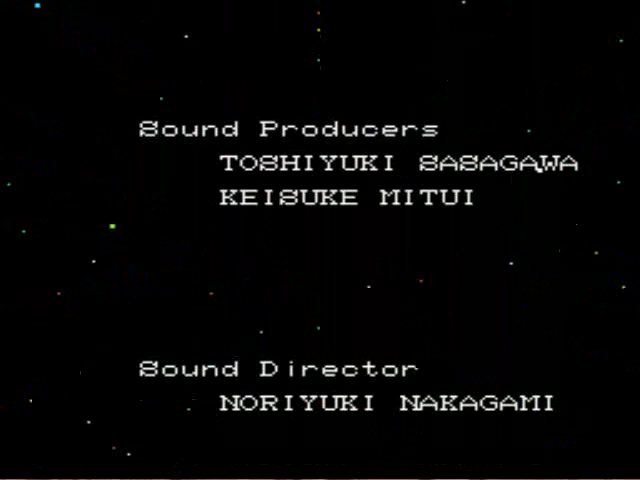 Sound Producers
TOSHIYUKI SASAGAWA
KEISUKE MITUI
Sound Director
NORIYUKI NAKAGAMI